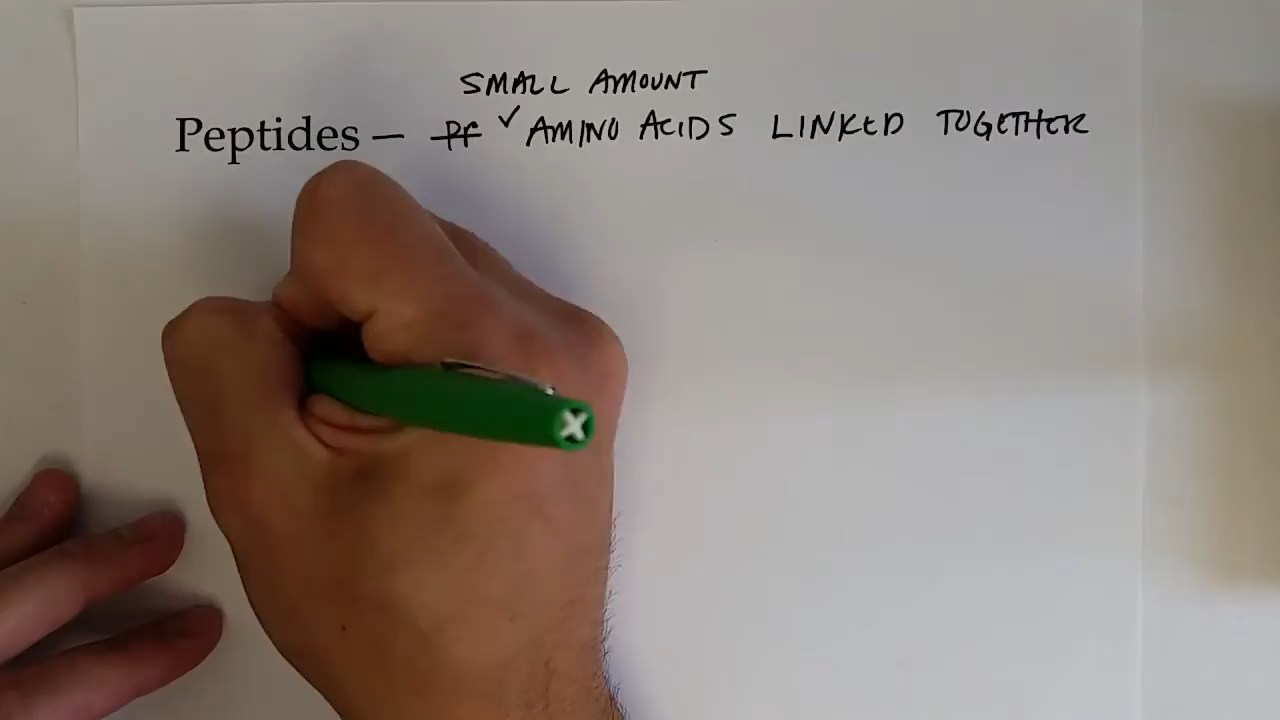 SMALL AMOUNT
Peptides — AMINO ACIDS LINKED TOGETHER